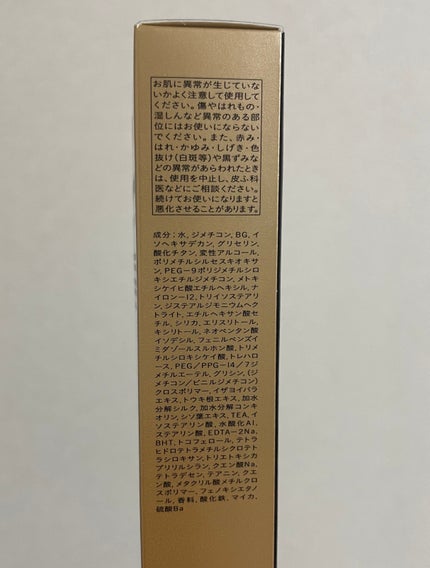 お肌に異常が生じていな
いかよく注意して使用して
ください。傷やはれもの・
湿しんなど異常のある部
位にはお使いにならない
でください。また、赤み・
はれ・かゆみ・しげき・色
抜け(白斑等)や黒ずみな
どの異常があらわれたとき
は、使用を中止し、皮ふ科
医などにご相談ください。
続けてお使いになりますと
悪化させることがあります。
成分:水,ジメチコン,BG,イ
ソヘキサデカン,グリセリン,
酸化チタン,変性アルコール,
ポリメチルシルセスキオキサ
ン,PEG-9ポリジメチルシロ
キシエチルジメチコン,メトキ
シケイヒ酸エチルヘキシル,ナ
イロン-12,トリイソステアリ
ン,ジステアルジモニウムヘクト
ライト,エチルヘキサン酸セ
チル,シリカ,エリスリトール,
キシリトール,ネオペンタン酸
イソデシル,フェニルベンズイ
ミダゾールスルホン酸,トリメ
チルシロキシケイ酸,トレハロ
ース,PEG/PPG-14/7ジ
メチルエーテル,グリシン,(ジ
メチコン/ビニルジメチコン)
クロスポリマー,イザヨイバラ
エキス,トウキ根エキス,加水
分解シルク,加水分解コンキ
オリン,シソ葉エキス,TEA,イ
ソステアリン酸,水酸化Al,
ステアリン酸,EDTA-2Na,
BHT,トコフェロール,テトラ
ヒドロテトラメチルシクロテト
ラシロキサン,トリエトキシカ
プリリルシラン,クエン酸Na,
テトラデセン,テアニン,クエ
ン酸,メタクリル酸メチルクロ
スポリマー,フェノキシエタノ
ール,香料,酸化鉄,マイカ,
硫酸Ba